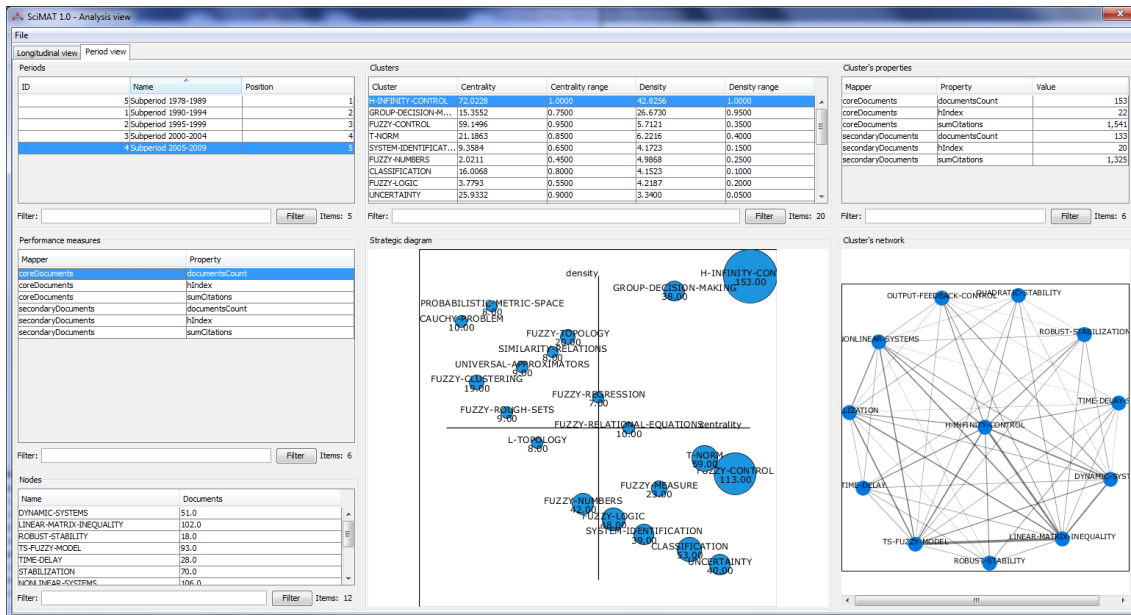 SciMAT 1.0 - Analysis view
File
Longitudinal view Period view
Periods
ID Name Position
5 Subperiod 1978-1989 1
1 Subperiod 1990-1994 2
2 Subperiod 1995-1999 3
3 Subperiod 2000-2004 4
4 Subperiod 2005-2009 5
Filter: Filter Items: 5
Clusters
Cluster Centrality Centrality range Density Density range
H-INFINITY-CONTROL 72.0228 1.0000 42.8256 1.0000
GROUP-DECISION-M... 15.3552 0.7500 26.6730 0.9500
FUZZY-CONTROL 59.1496 0.9500 5.7121 0.3500
T-NORM 21.1863 0.8500 6.2216 0.4000
SYSTEM-IDENTIFICAT... 9.3584 0.6500 4.1723 0.1500
FUZZY-NUMBERS 2.0211 0.4500 4.9868 0.2500
CLASSIFICATION 16.0068 0.8000 4.1523 0.1000
FUZZY-LOGIC 3.7793 0.5500 4.2187 0.2000
UNCERTAINTY 25.9332 0.9000 3.3400 0.0500
Filter: Filter Items: 20
Cluster's properties
Mapper Property Value
coreDocuments documentsCount 153
coreDocuments hIndex 22
coreDocuments sumCitations 1,541
secondaryDocuments documentsCount 133
secondaryDocuments hIndex 20
secondaryDocuments sumCitations 1,325
Filter: Filter Items: 6
Performance measures
Mapper Property
coreDocuments documentsCount
coreDocuments hIndex
coreDocuments sumCitations
secondaryDocuments documentsCount
secondaryDocuments hIndex
secondaryDocuments sumCitations
Filter: Filter Items: 6
Nodes
Name Documents
DYNAMIC-SYSTEMS 51.0
LINEAR-MATRIX-INEQUALITY 102.0
ROBUST-STABILITY 18.0
TS-FUZZY-MODEL 93.0
TIME-DELAY 28.0
STABILIZATION 70.0
NONLINEAR-SYSTEMS 106.0
Filter: Filter Items: 12
Strategic diagram
density
H-INFINITY-CON
153.00
GROUP-DECISION-MAKING
38.00
PROBABILISTIC-METRIC-SPACE
8.00
CAUCHY-PROBLEM
10.00
FUZZY-TOPOLOGY
20.00
SIMILARITY-RELATIONS
8.00
UNIVERSAL-APPROXIMATORS
9.00
FUZZY-CLUSTERING
19.00
FUZZY-REGRESSION
7.00
FUZZY-ROUGH-SETS
9.00
FUZZY-RELATIONAL-EQUATIONS
10.00
centrality
L-TOPOLOGY
8.00
T-NORM
59.00
FUZZY-CONTROL
113.00
FUZZY-MEASURE
23.00
FUZZY-NUMBERS
42.00
FUZZY-LOGIC
48.00
SYSTEM-IDENTIFICATION
39.00
CLASSIFICATION
53.00
UNCERTAINTY
40.00
Cluster's network
OUTPUT-FEEDBACK-CONTROL
QUADRATIC-STABILITY
ROBUST-STABILIZATION
NONLINEAR-SYSTEMS
TIME-DELAY-S
ILIZATION
H-INFINITY-CONTROL
DYNAMIC-SYST
TIME-DELAY
TS-FUZZY-MODEL
LINEAR-MATRIX-INEQUALITY
ROBUST-STABILITY